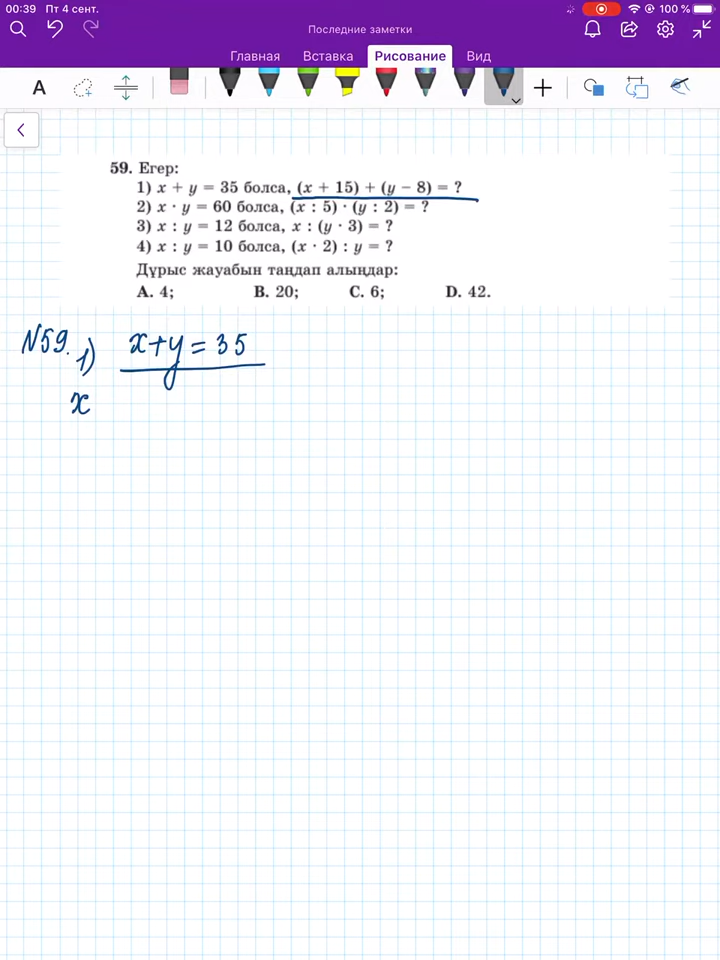 00:39 Пт 4 сент. 100 %
Последние заметки
Главная Вставка Рисование Вид
A
59. Егер:
1) x + y = 35 болса, (x + 15) + (y − 8) = ?
2) x · y = 60 болса, (x : 5) · (y : 2) = ?
3) x : y = 12 болса, x : (y · 3) = ?
4) x : y = 10 болса, (x · 2) : y = ?
Дұрыс жауабын таңдап алыңдар:
A. 4; B. 20; C. 6; D. 42.
N59. 1) x+y=35
x